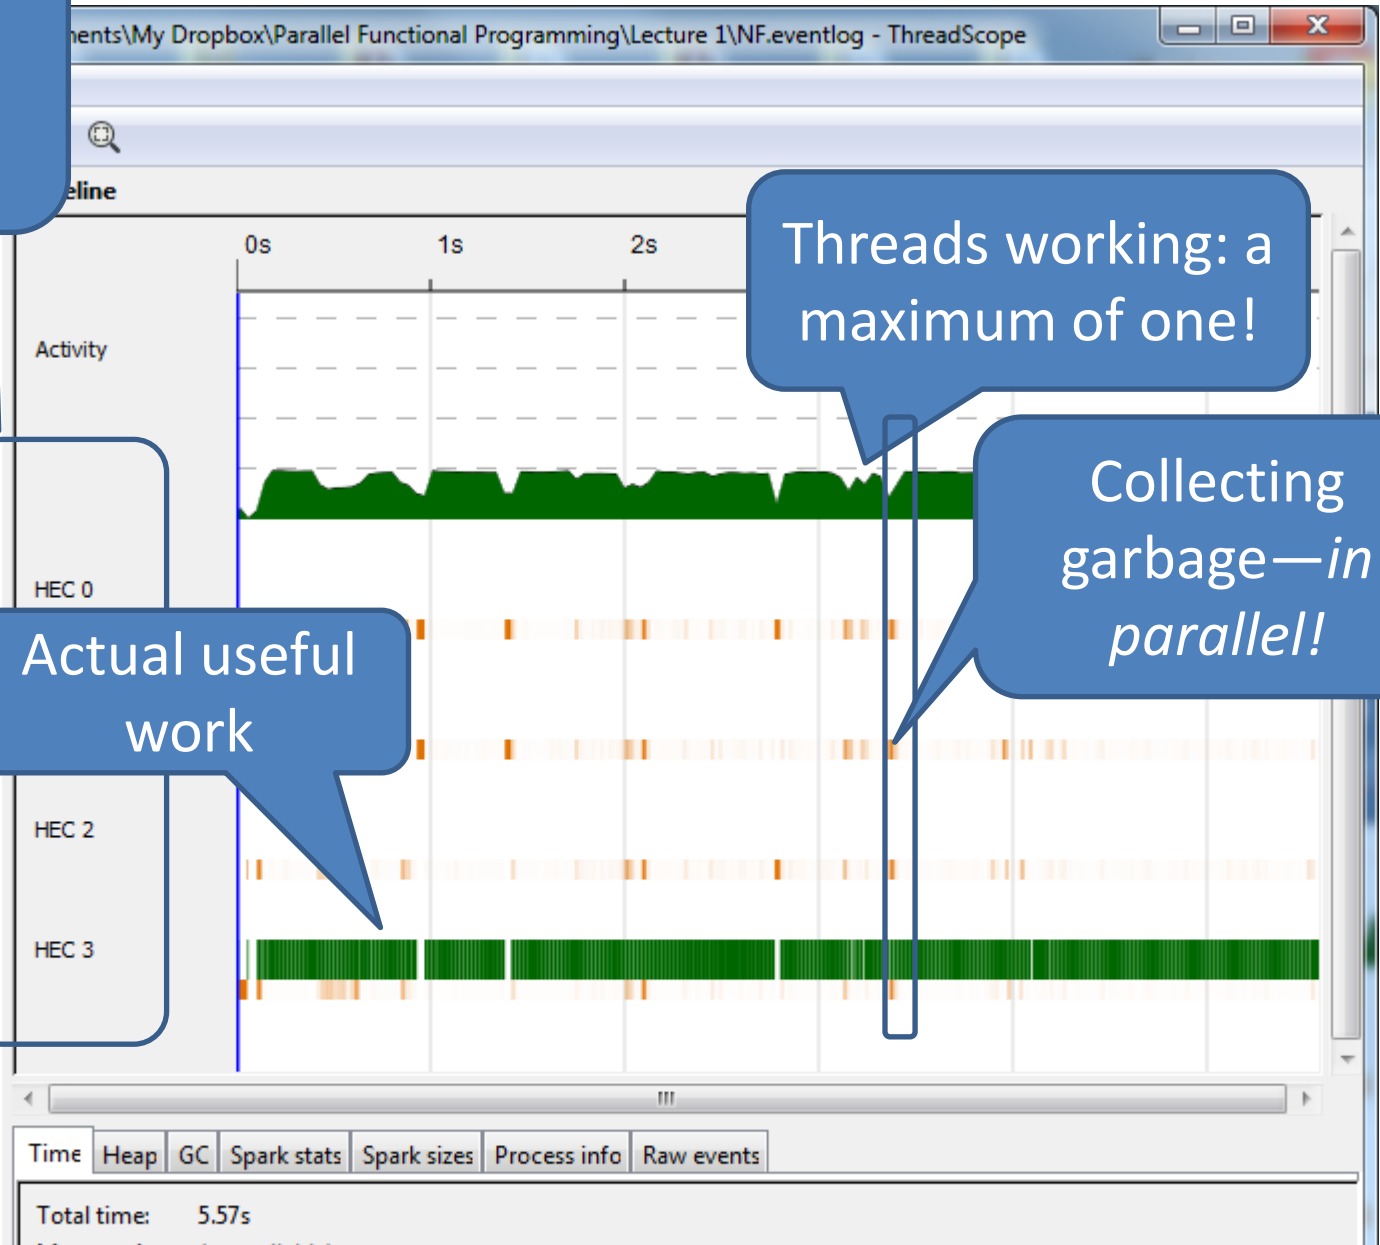 My Dropbox\Parallel Functional Programming\Lecture 1\NF.eventlog - ThreadScope
0s 1s 2s
Threads working: a
maximum of one!
Activity
Collecting
garbage—in
parallel!
HEC 0
Actual useful
work
HEC 2
HEC 3
Time Heap GC Spark stats Spark sizes Process info Raw events
Total time: 5.57s